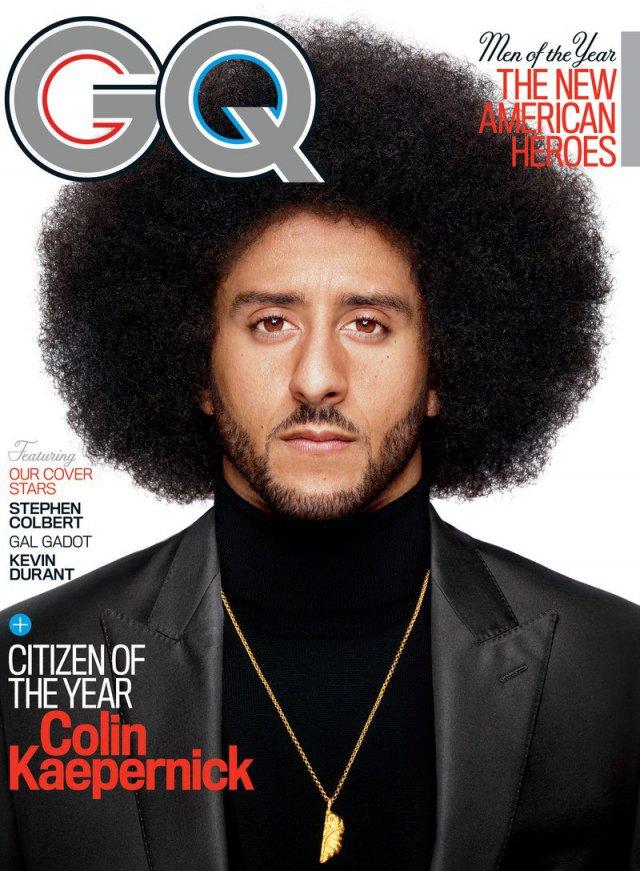 GQ
Men of the Year
THE NEW
AMERICAN
HEROES
Featuring
OUR COVER
STARS
STEPHEN
COLBERT
GAL GADOT
KEVIN
DURANT
+
CITIZEN OF
THE YEAR
Colin
Kaepernick